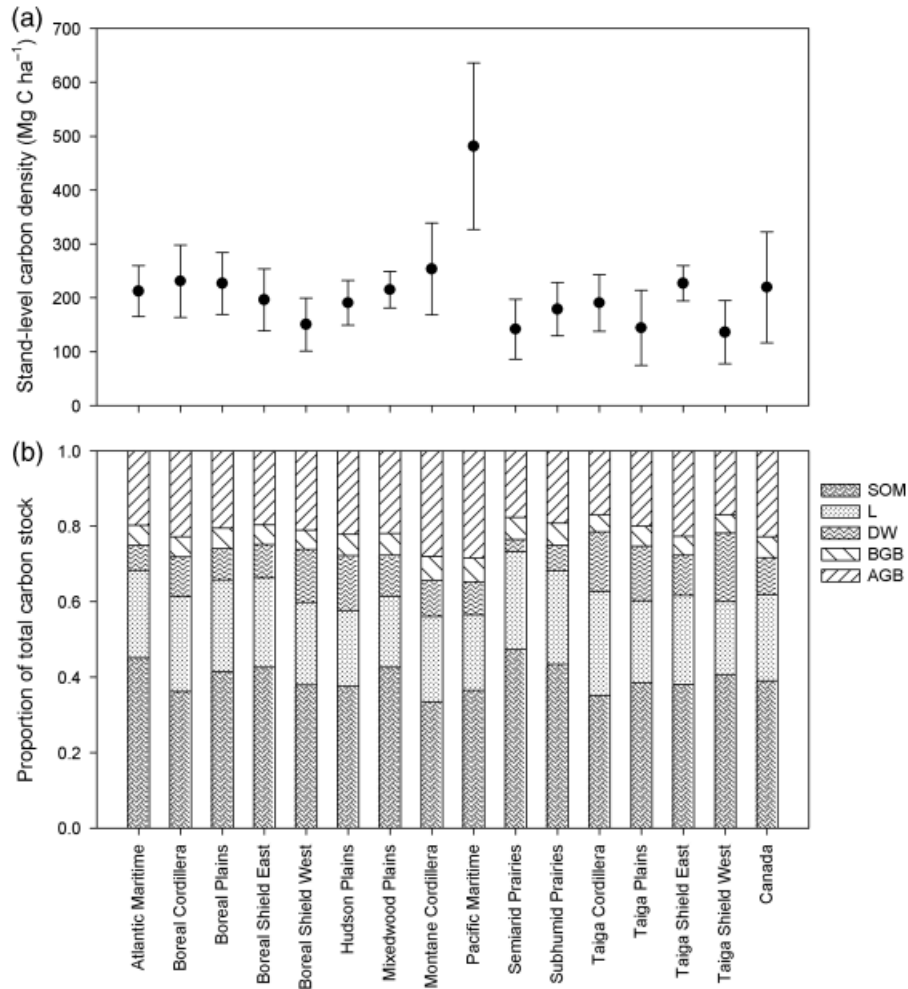 (a)
Stand-level carbon density (Mg C ha⁻¹)
700
600
500
400
300
200
100
0
(b)
Proportion of total carbon stock
1.0
0.8
0.6
0.4
0.2
0.0
SOM
L
DW
BGB
AGB
Atlantic Maritime
Boreal Cordillera
Boreal Plains
Boreal Shield East
Boreal Shield West
Hudson Plains
Mixedwood Plains
Montane Cordillera
Pacific Maritime
Semiarid Prairies
Subhumid Prairies
Taiga Cordillera
Taiga Plains
Taiga Shield East
Taiga Shield West
Canada